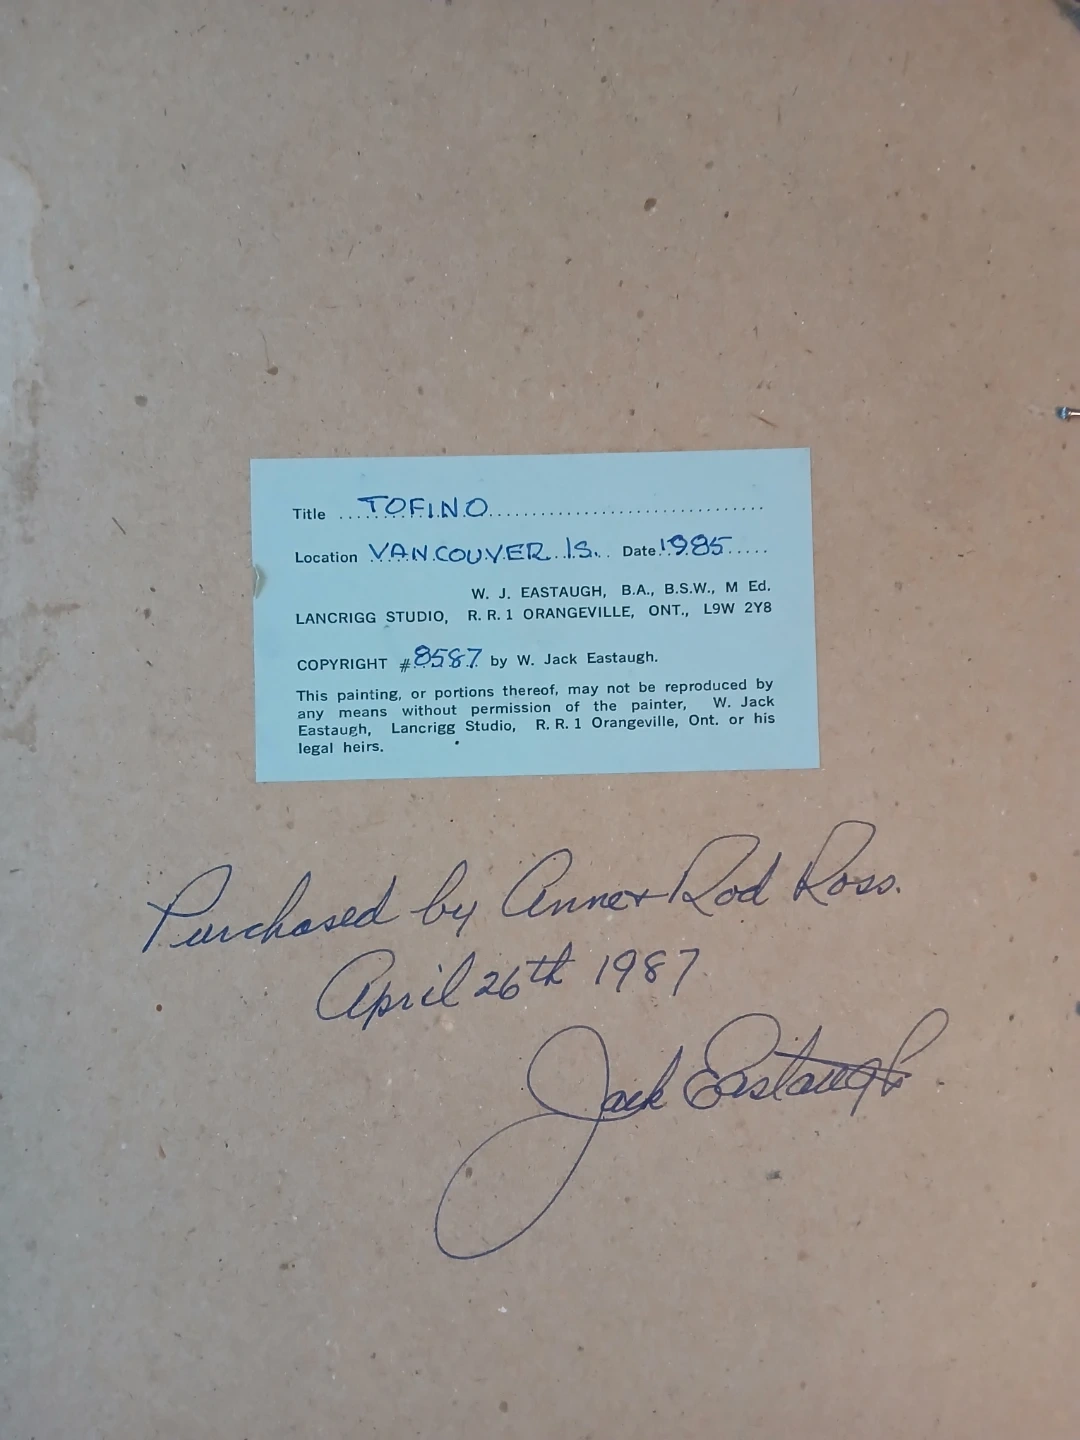 Title TOFINO
Location VANCOUVER IS. Date 1985
W. J. EASTAUGH, B.A., B.S.W., M Ed.
LANCRIGG STUDIO, R. R. 1 ORANGEVILLE, ONT., L9W 2Y8
COPYRIGHT #8587 by W. Jack Eastaugh.
This painting, or portions thereof, may not be reproduced by
any means without permission of the painter, W. Jack
Eastaugh, Lancrigg Studio, R. R. 1 Orangeville, Ont. or his
legal heirs.
Purchased by Anne + Rod Ross.
April 26th 1987
Jack Eastaugh